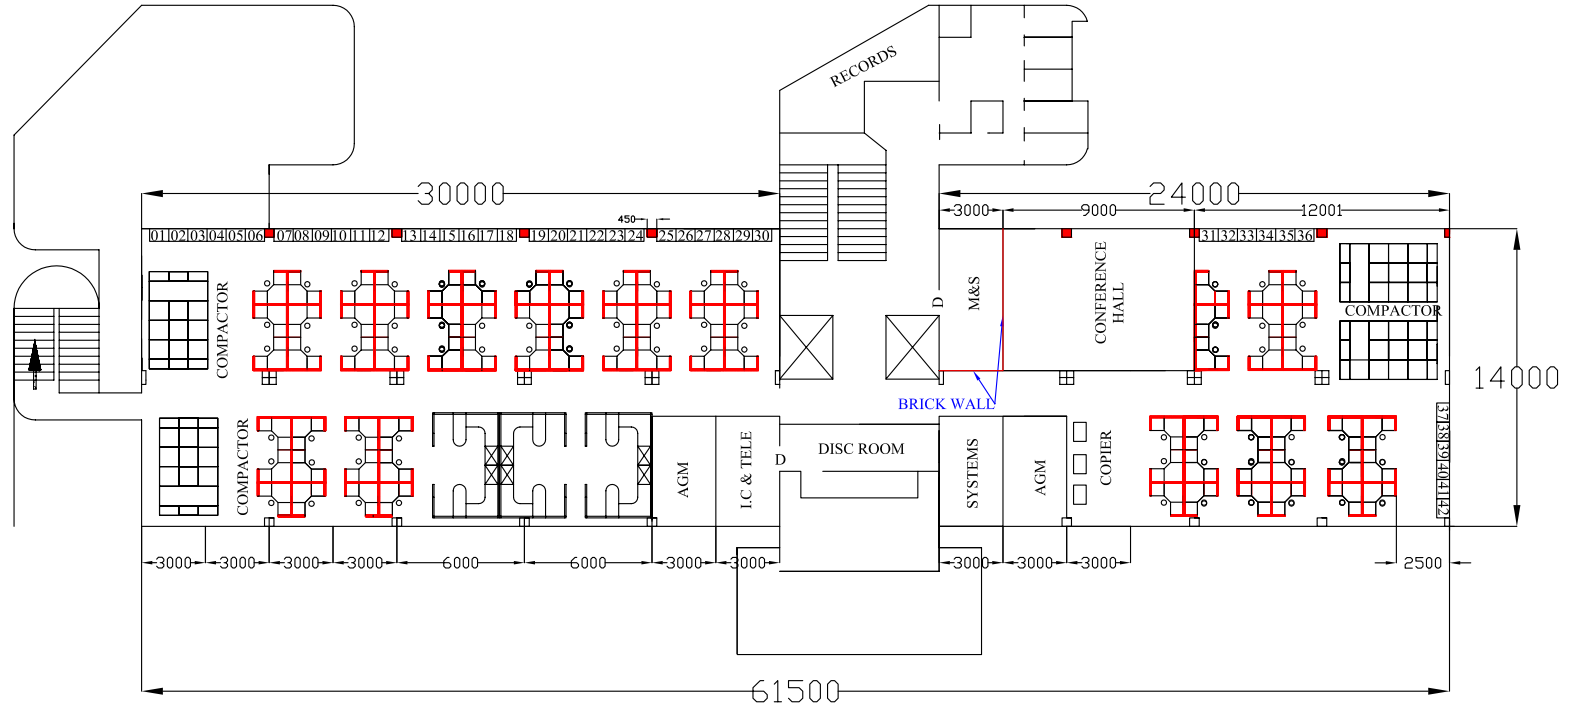 RECORDS
30000
24000
450
3000
9000
12001
01 02 03 04 05 06
07 08 09 10 11 12
13 14 15 16 17 18
19 20 21 22 23 24
25 26 27 28 29 30
31 32 33 34 35 36
COMPACTOR
D
M&S
CONFERENCE
HALL
COMPACTOR
14000
BRICK WALL
COMPACTOR
AGM
I.C & TELE
D
DISC ROOM
SYSTEMS
AGM
COPIER
37 38 39 40 41 42
3000
3000
3000
3000
6000
6000
3000
3000
3000
3000
3000
2500
61500